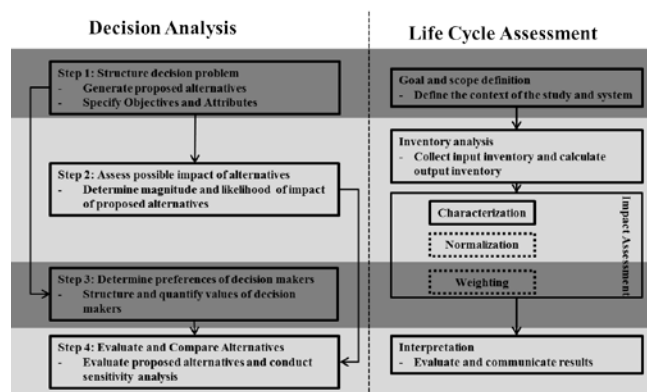 Decision Analysis
Step 1: Structure decision problem
- Generate proposed alternatives
- Specify Objectives and Attributes
Step 2: Assess possible impact of alternatives
- Determine magnitude and likelihood of impact
of proposed alternatives
Step 3: Determine preferences of decision makers
- Structure and quantify values of decision
makers
Step 4: Evaluate and Compare Alternatives
- Evaluate proposed alternatives and conduct
sensitivity analysis
Life Cycle Assessment
Goal and scope definition
- Define the context of the study and system
Inventory analysis
- Collect input inventory and calculate
output inventory
Characterization
Normalization
Weighting
Impact Assessment
Interpretation
- Evaluate and communicate results